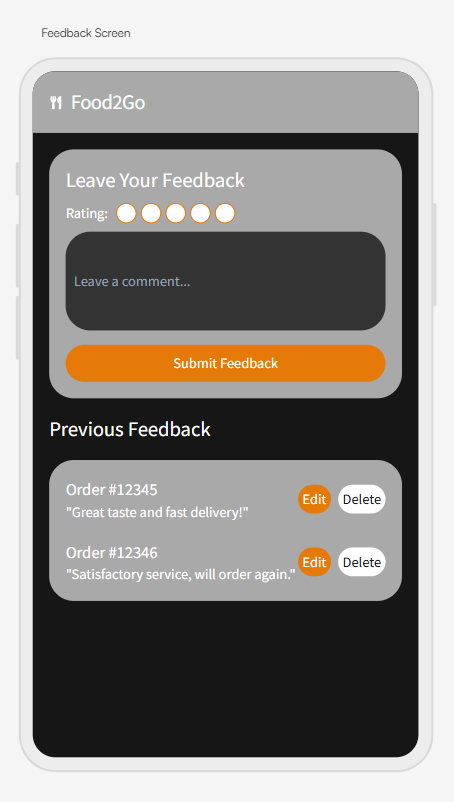 Feedback Screen
Food2Go
Leave Your Feedback
Rating:
Leave a comment...
Submit Feedback
Previous Feedback
Order #12345
"Great taste and fast delivery!"
Edit
Delete
Order #12346
"Satisfactory service, will order again."
Edit
Delete